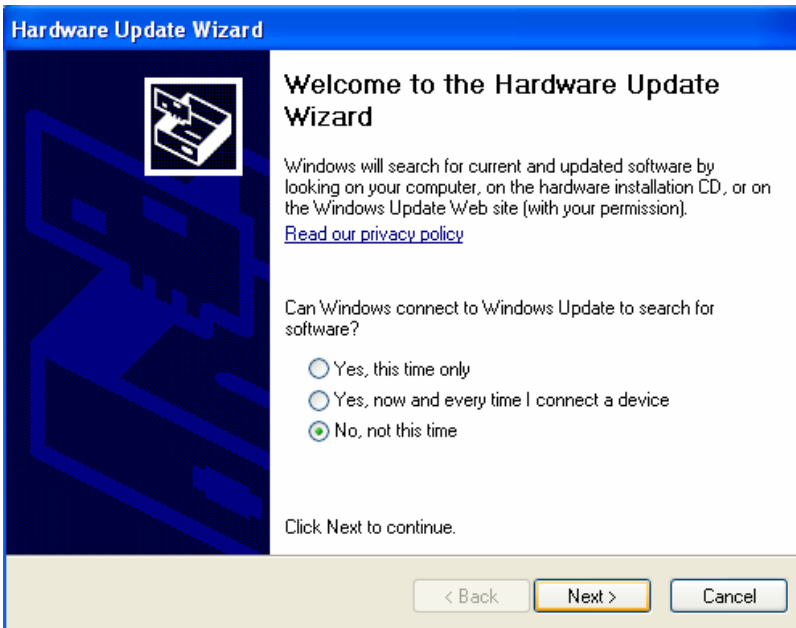 Hardware Update Wizard
Welcome to the Hardware Update
Wizard
Windows will search for current and updated software by
looking on your computer, on the hardware installation CD, or on
the Windows Update Web site (with your permission).
Read our privacy policy
Can Windows connect to Windows Update to search for
software?
Yes, this time only
Yes, now and every time I connect a device
No, not this time
Click Next to continue.
< Back Next > Cancel